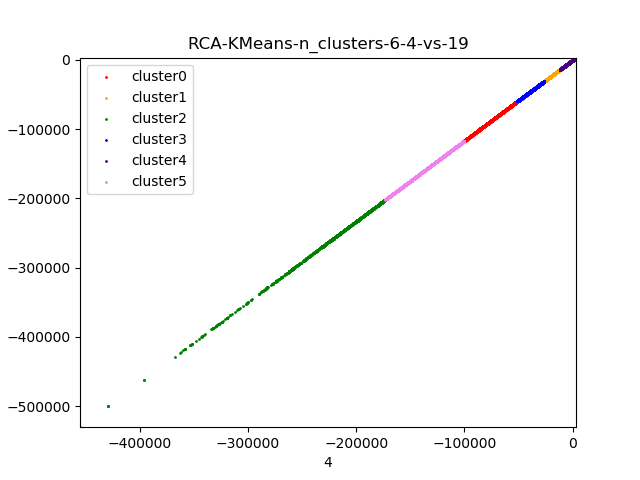 RCA-KMeans-n_clusters-6-4-vs-19
0
−100000
−200000
−300000
−400000
−500000
cluster0
cluster1
cluster2
cluster3
cluster4
cluster5
−400000 −300000 −200000 −100000 0
4